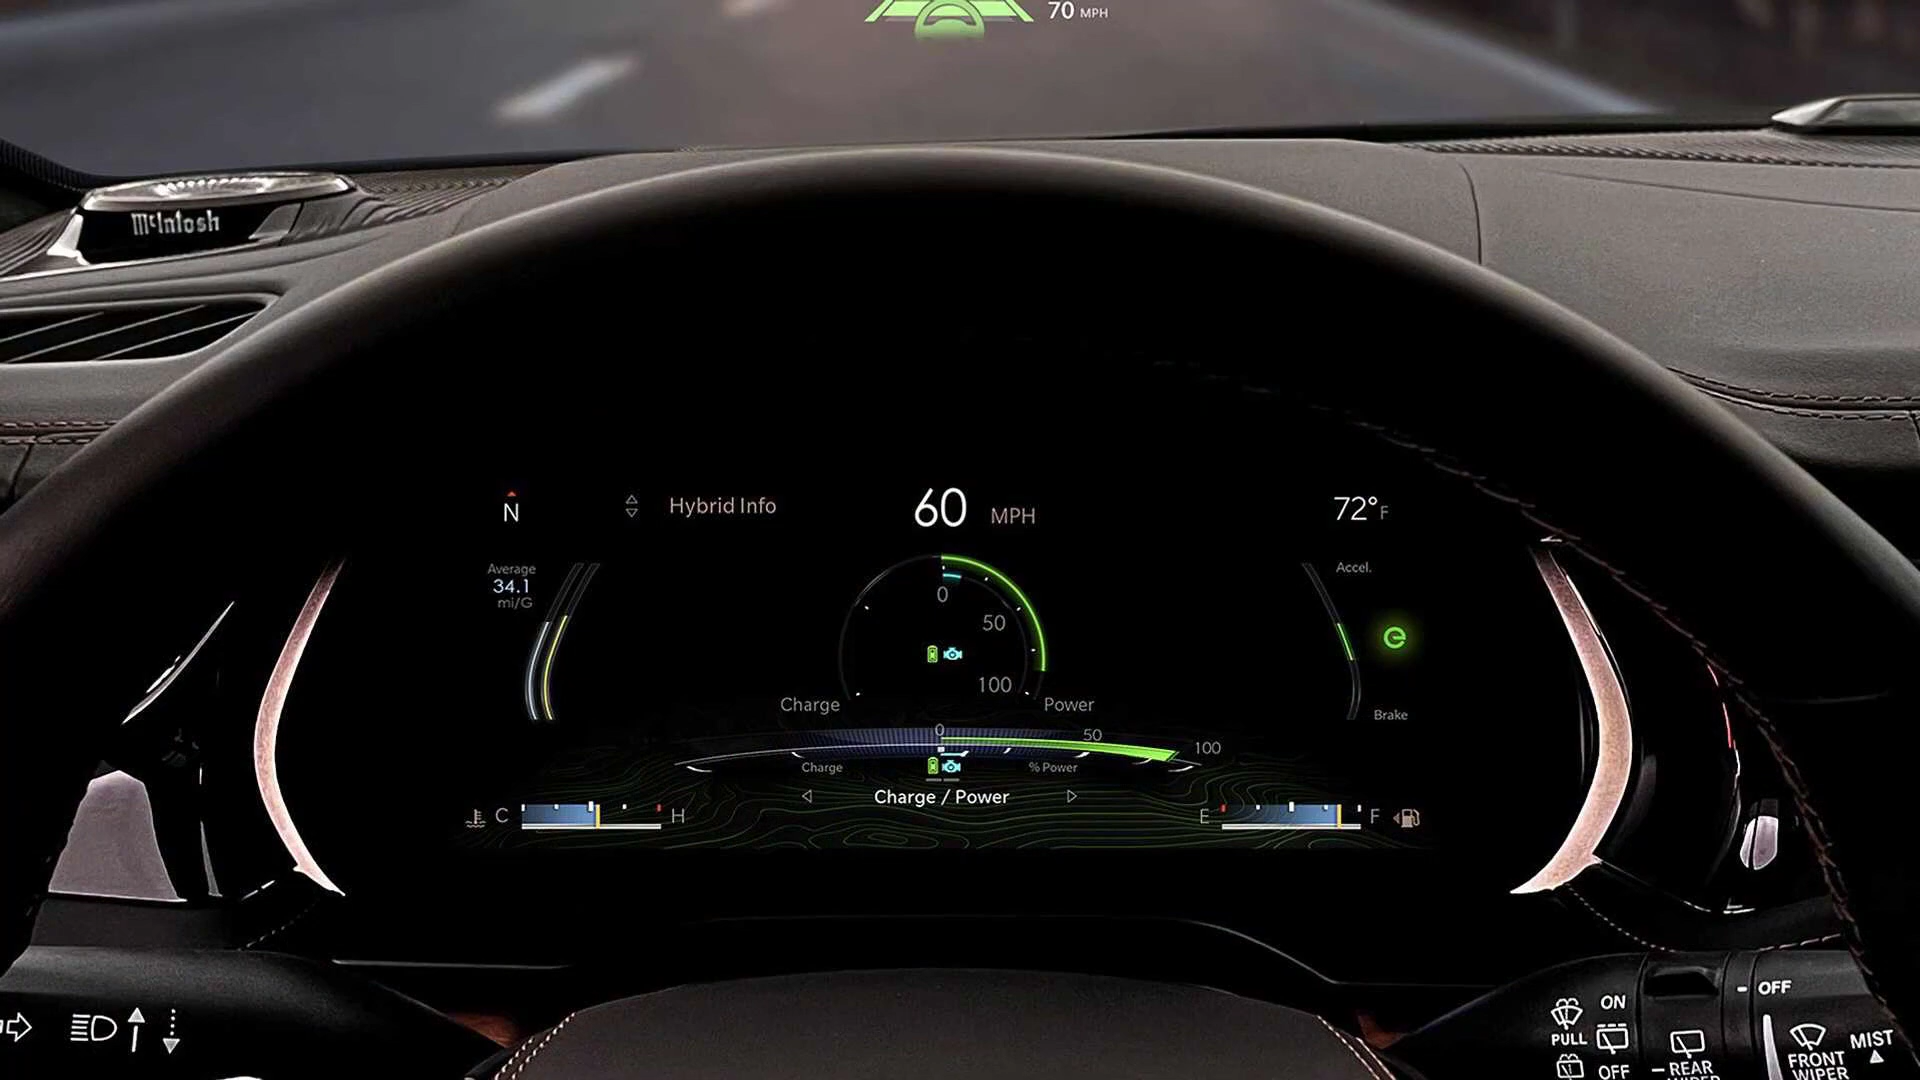 70 MPH
McIntosh
N
Hybrid Info
60 MPH
72°F
Average
34.1
mi/G
Accel.
0
50
100
Charge
Power
Brake
0
50
100
Charge
% Power
Charge / Power
C
H
E
F
ON
OFF
PULL
MIST
OFF
REAR
FRONT
WIPER